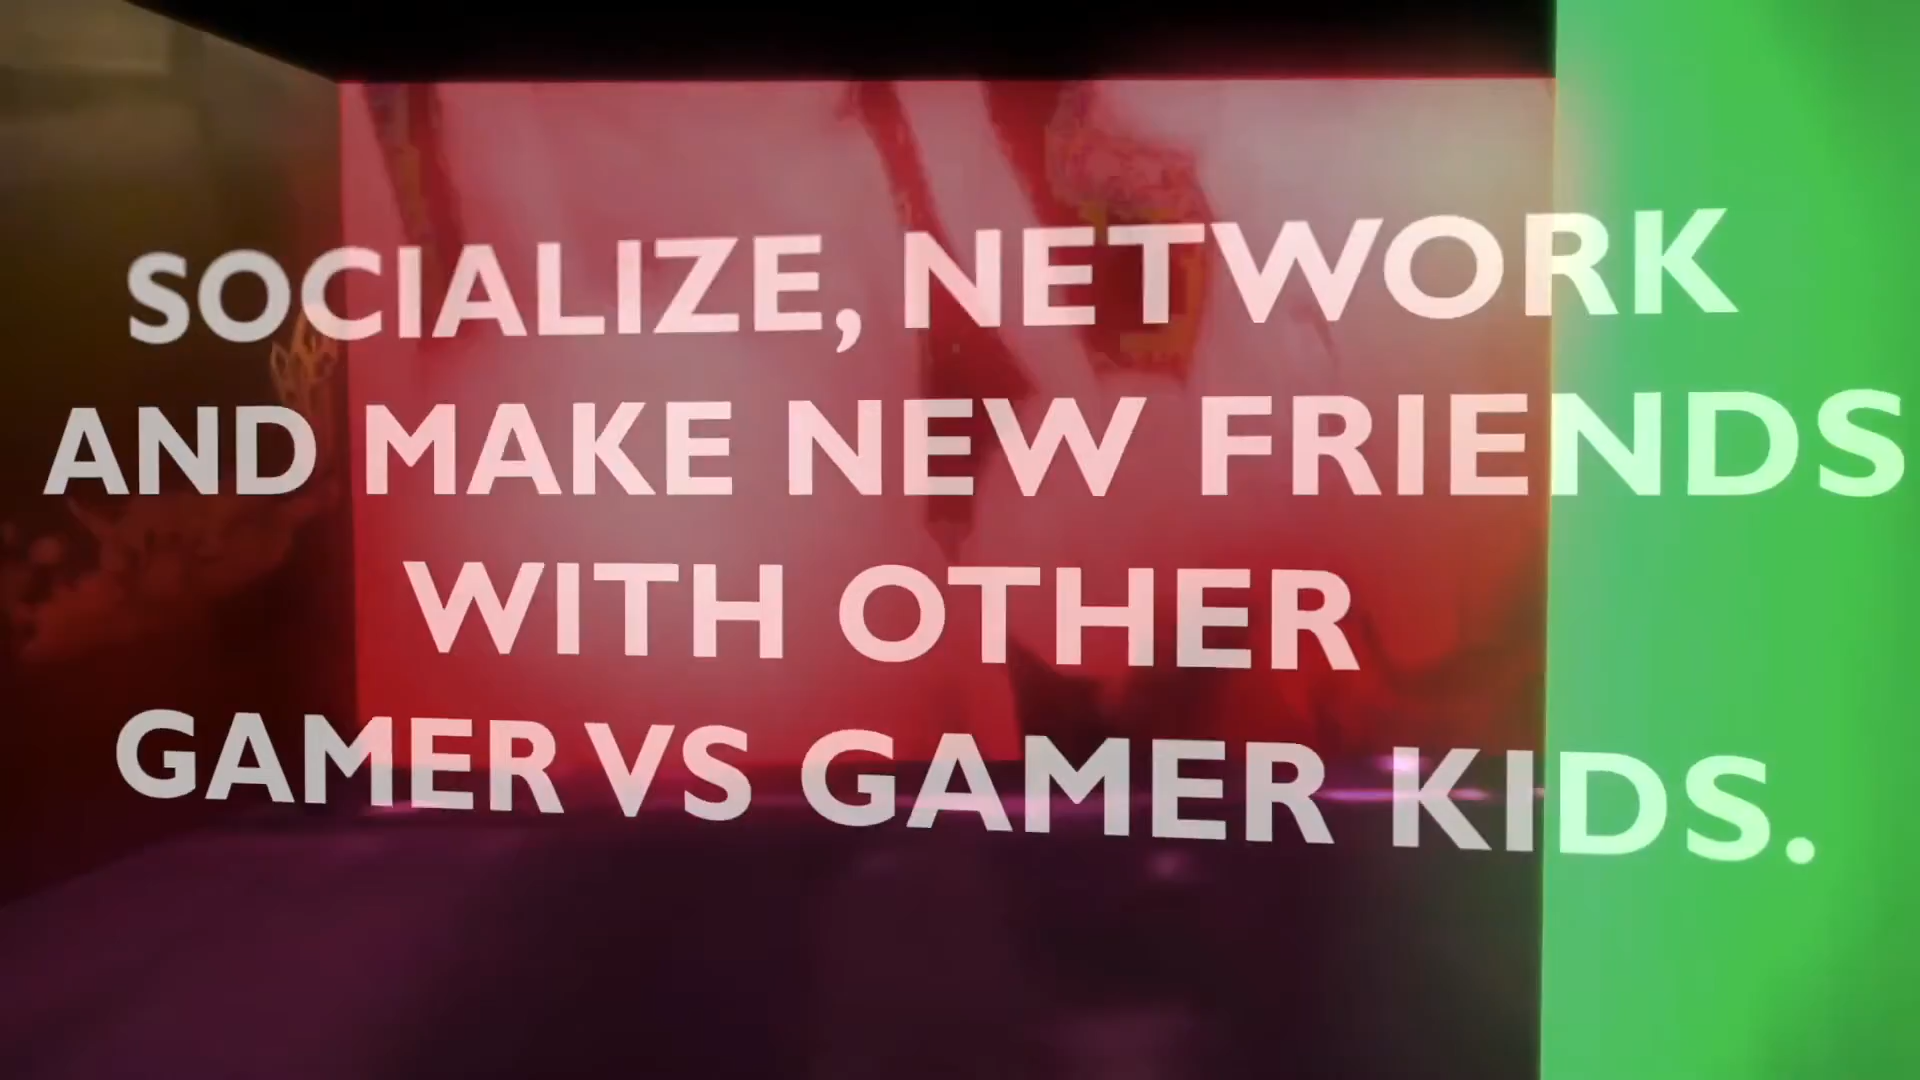 SOCIALIZE, NETWORK
AND MAKE NEW FRIENDS
WITH OTHER
GAMER VS GAMER KIDS.